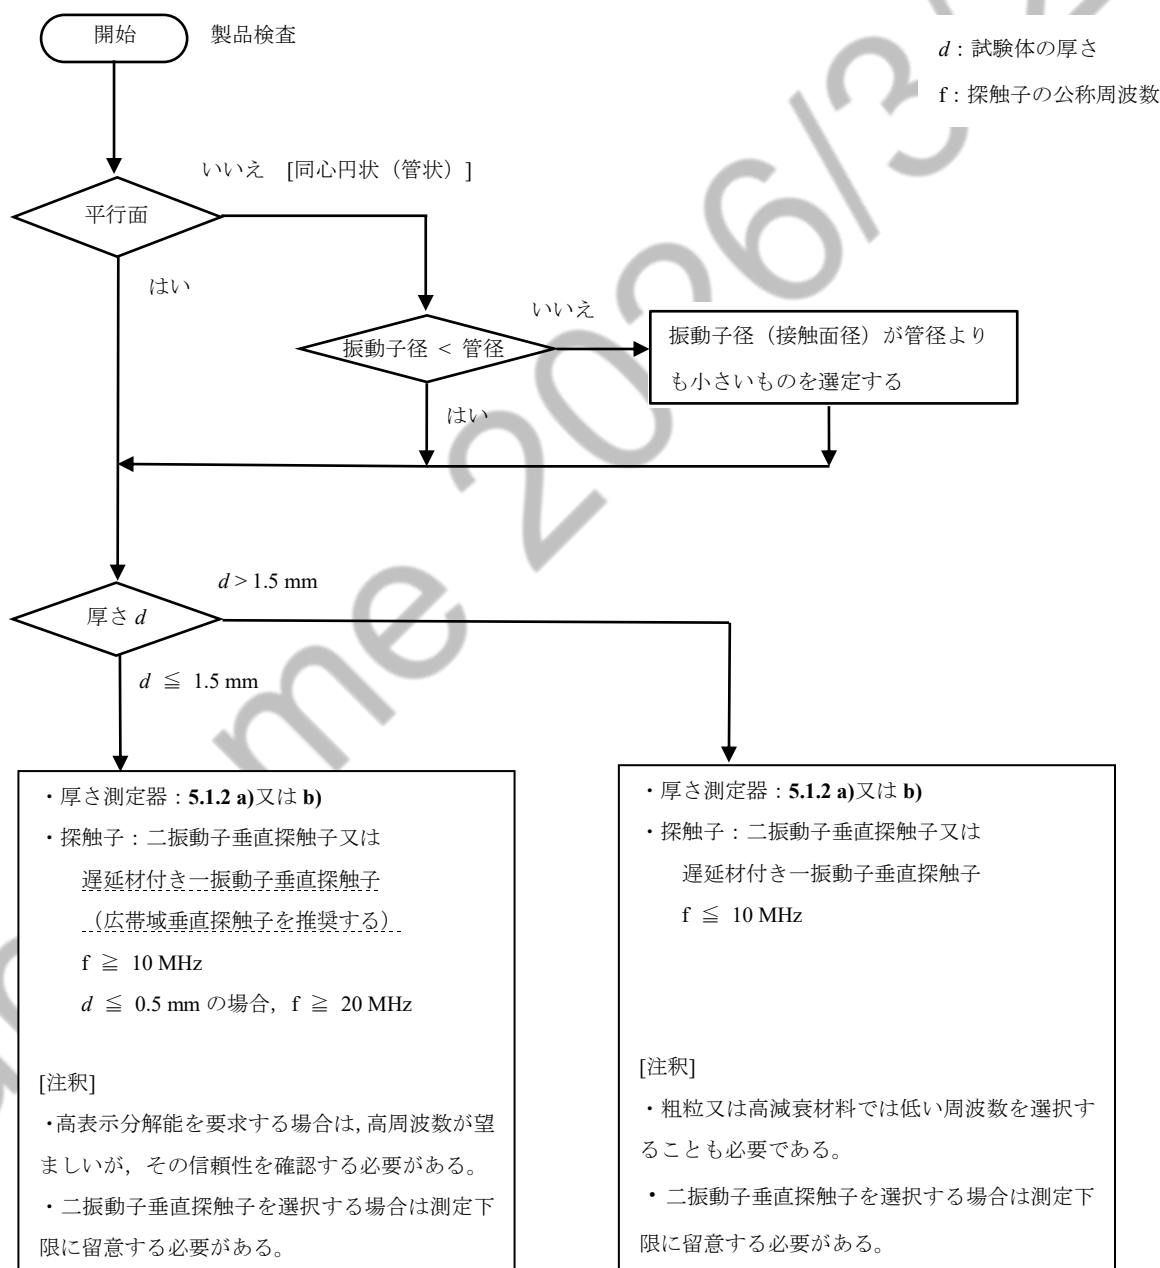 開始
製品検査
d : 試験体の厚さ
f : 探触子の公称周波数
いいえ [同心円状（管状）]
平行面
はい
いいえ
振動子径 < 管径
振動子径（接触面径）が管径より
も小さいものを選定する
はい
d > 1.5 mm
厚さ d
d ≦ 1.5 mm
・厚さ測定器：5.1.2 a)又は b)
・探触子：二振動子垂直探触子又は
遅延材付き一振動子垂直探触子
（広帯域垂直探触子を推奨する）
f ≧ 10 MHz
d ≦ 0.5 mm の場合，f ≧ 20 MHz
[注釈]
・高表示分解能を要求する場合は，高周波数が望
ましいが，その信頼性を確認する必要がある。
・二振動子垂直探触子を選択する場合は測定下
限に留意する必要がある。
・厚さ測定器：5.1.2 a)又は b)
・探触子：二振動子垂直探触子又は
遅延材付き一振動子垂直探触子
f ≦ 10 MHz
[注釈]
・粗粒又は高減衰材料では低い周波数を選択す
ることも必要である。
・二振動子垂直探触子を選択する場合は測定下
限に留意する必要がある。
me 2026/3